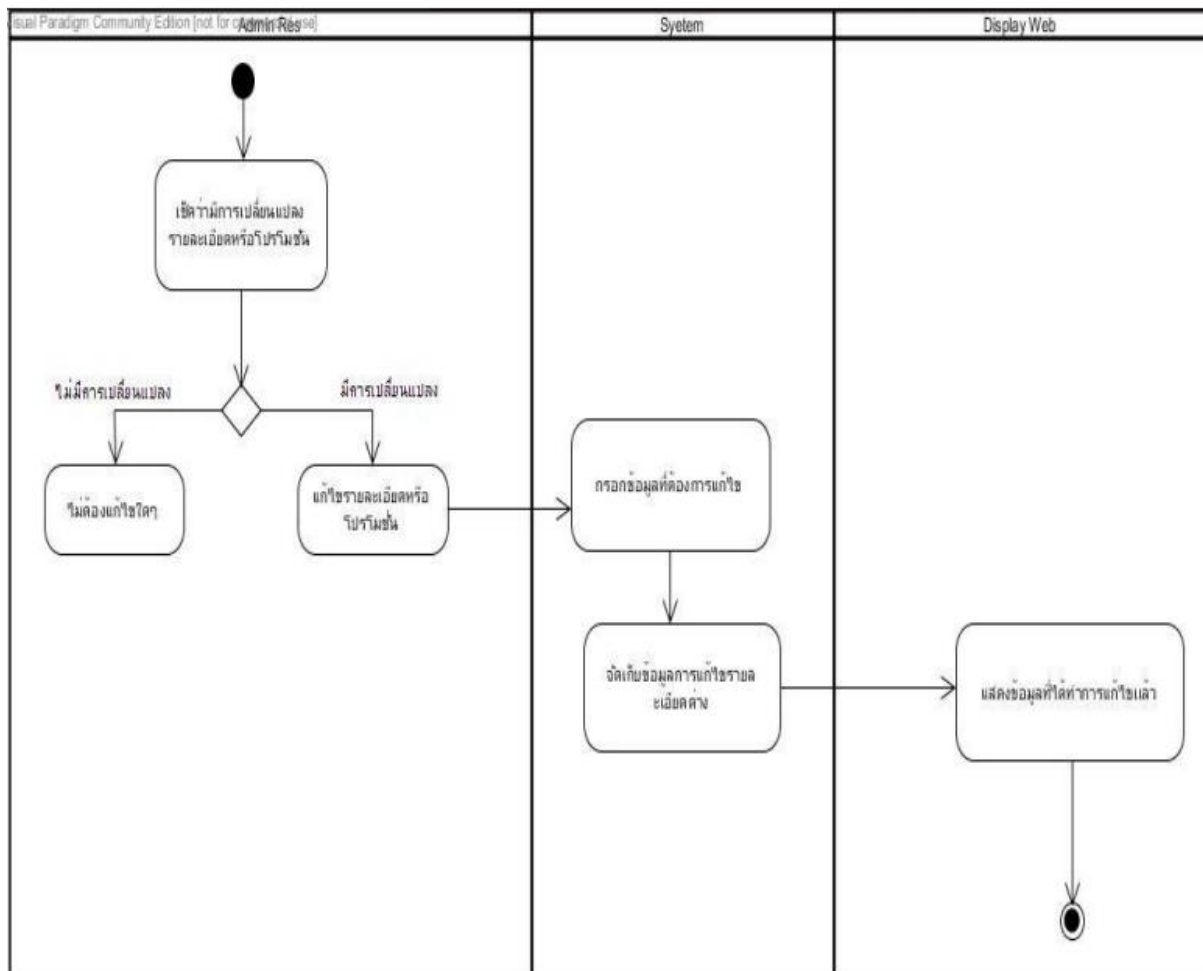 isual Paradigm Community Edition [not for use]
Admin Res
Syetem
Display Web
เช็คว่ามีการเปลี่ยนแปลง
รายละเอียดหรือโปรโมชั่น
ไม่มีการเปลี่ยนแปลง
มีการเปลี่ยนแปลง
ไม่ต้องแก้ไขใดๆ
แก้ไขรายละเอียดหรือ
โปรโมชั่น
กรอกข้อมูลที่ต้องการแก้ไข
จัดเก็บข้อมูลการแก้ไขรายล
ะเอียดต่าง
แสดงข้อมูลที่ได้ทำการแก้ไขแล้ว